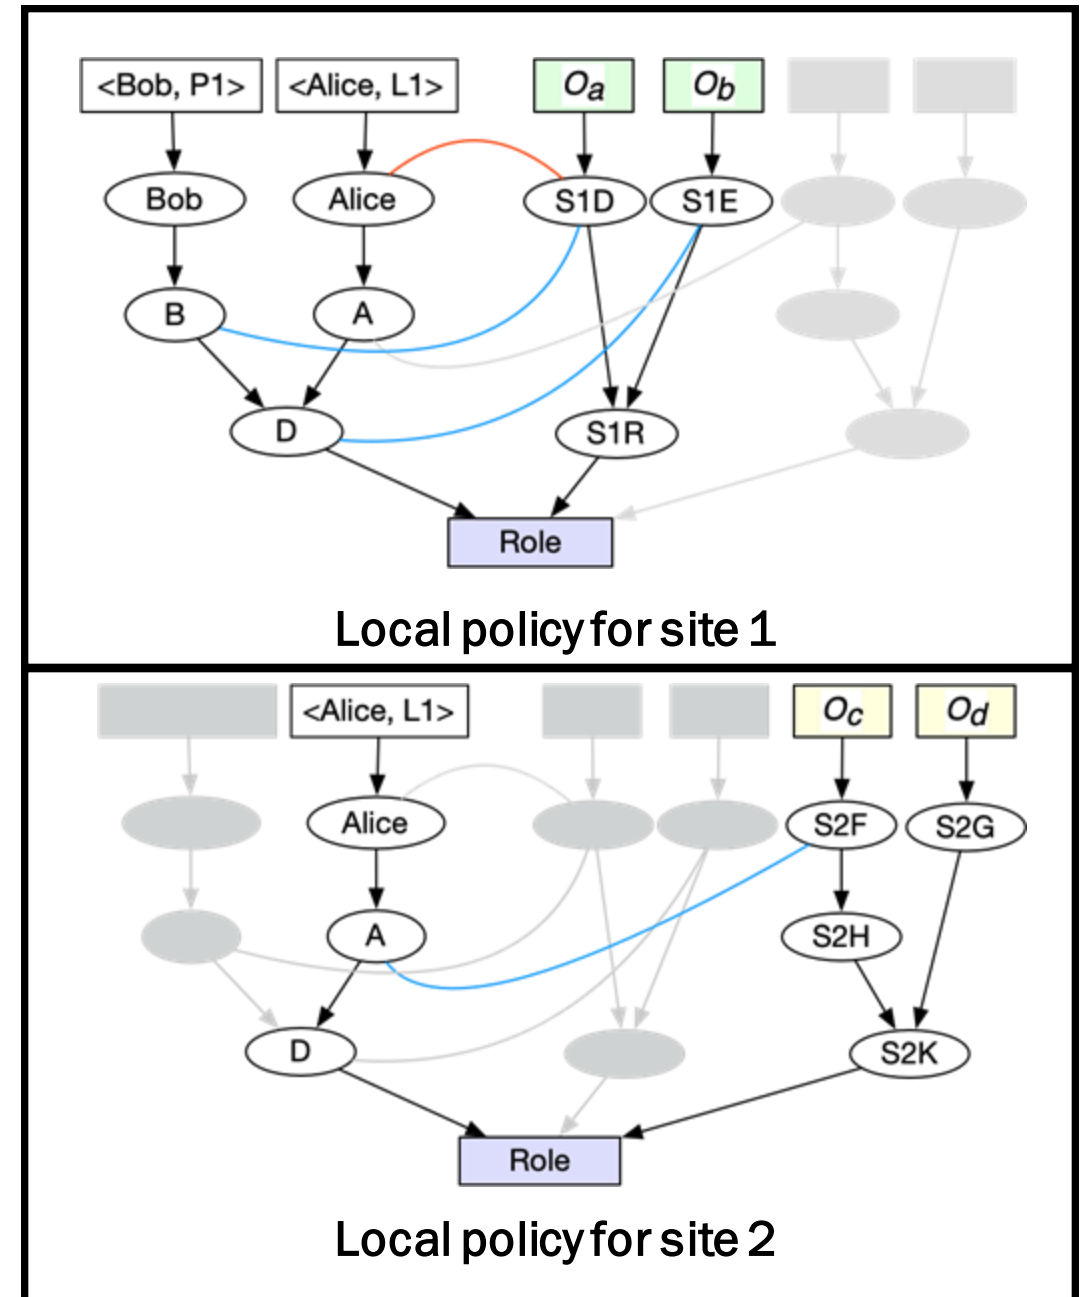 <Bob, P1> <Alice, L1> Oa Ob
Bob Alice S1D S1E
B A
D S1R
Role
Local policy for site 1
<Alice, L1> Oc Od
Alice S2F S2G
A S2H
D S2K
Role
Local policy for site 2